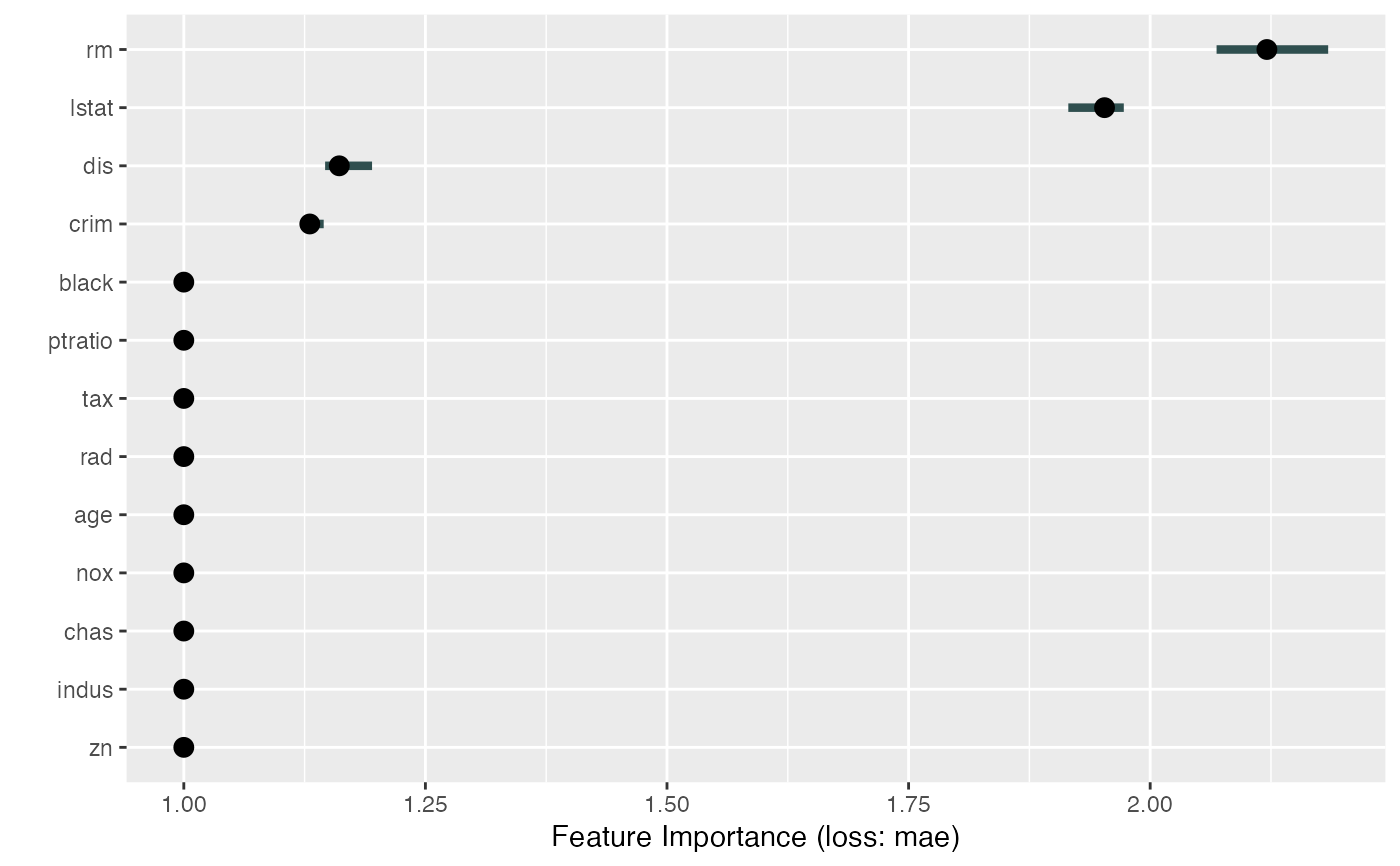 rm
lstat
dis
crim
black
ptratio
tax
rad
age
nox
chas
indus
zn
1.00 1.25 1.50 1.75 2.00
Feature Importance (loss: mae)